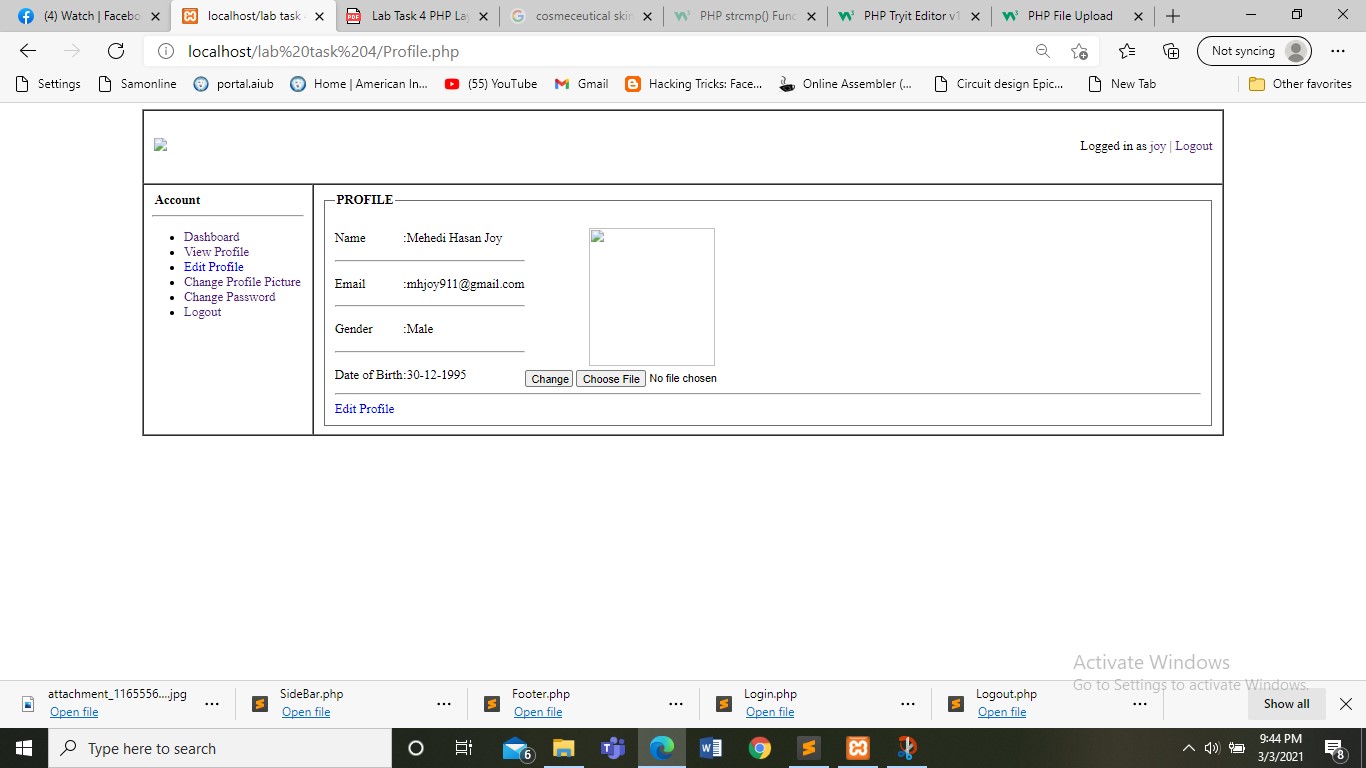 (4) Watch | Facebo
localhost/lab task
Lab Task 4 PHP La
cosmeceutical skin
PHP strcmp() Func
PHP Tryit Editor v1
PHP File Upload
localhost/lab%20task%204/Profile.php
Not syncing
Settings
Samonline
portal.aiub
Home | American In...
(55) YouTube
Gmail
Hacking Tricks: Face...
Online Assembler (...
Circuit design Epic...
New Tab
Other favorites
Logged in as joy | Logout
Account
Dashboard
View Profile
Edit Profile
Change Profile Picture
Change Password
Logout
PROFILE
Name :Mehedi Hasan Joy
Email :mhjoy911@gmail.com
Gender :Male
Date of Birth:30-12-1995
Change Choose File No file chosen
Edit Profile
Activate Windows
Go to Settings to activate Windows.
attachment_1165556....jpg
Open file
SideBar.php
Open file
Footer.php
Open file
Login.php
Open file
Logout.php
Open file
Show all
Type here to search
6
9:44 PM
3/3/2021
8